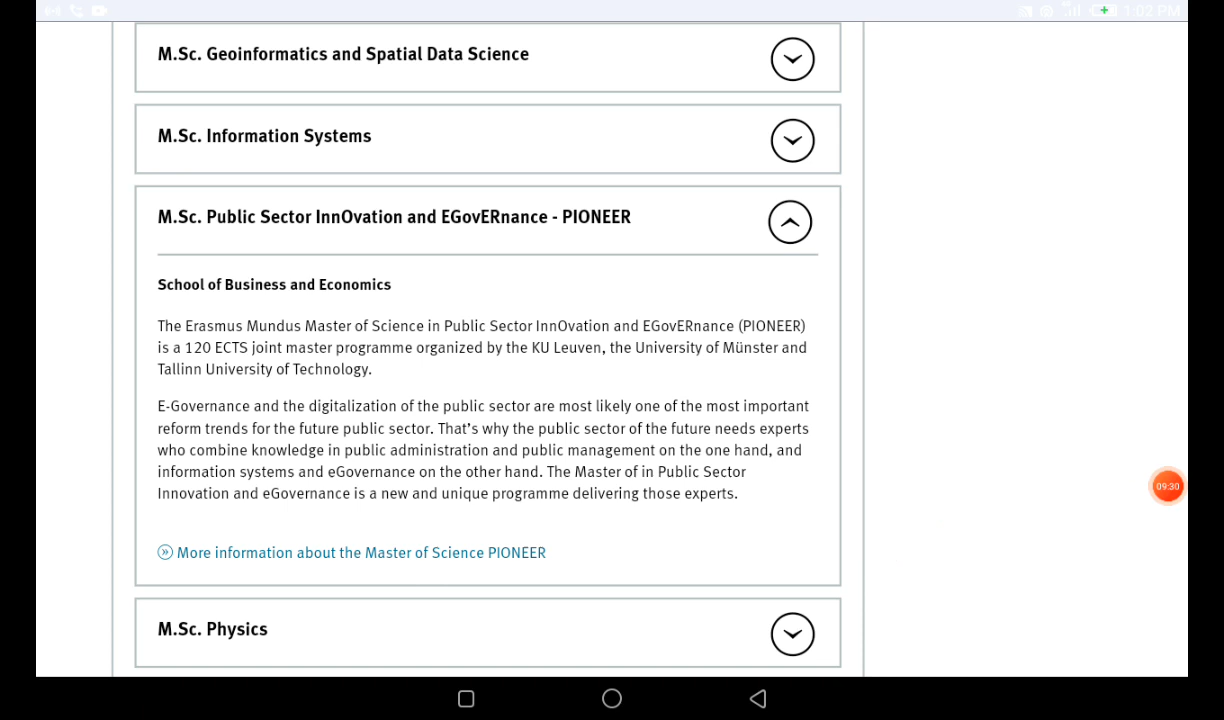 1:02 PM
M.Sc. Geoinformatics and Spatial Data Science
M.Sc. Information Systems
M.Sc. Public Sector InnOvation and EGovERnance - PIONEER
School of Business and Economics
The Erasmus Mundus Master of Science in Public Sector InnOvation and EGovERnance (PIONEER)
is a 120 ECTS joint master programme organized by the KU Leuven, the University of Münster and
Tallinn University of Technology.
E-Governance and the digitalization of the public sector are most likely one of the most important
reform trends for the future public sector. That’s why the public sector of the future needs experts
who combine knowledge in public administration and public management on the one hand, and
information systems and eGovernance on the other hand. The Master of in Public Sector
Innovation and eGovernance is a new and unique programme delivering those experts.
09:30
More information about the Master of Science PIONEER
M.Sc. Physics